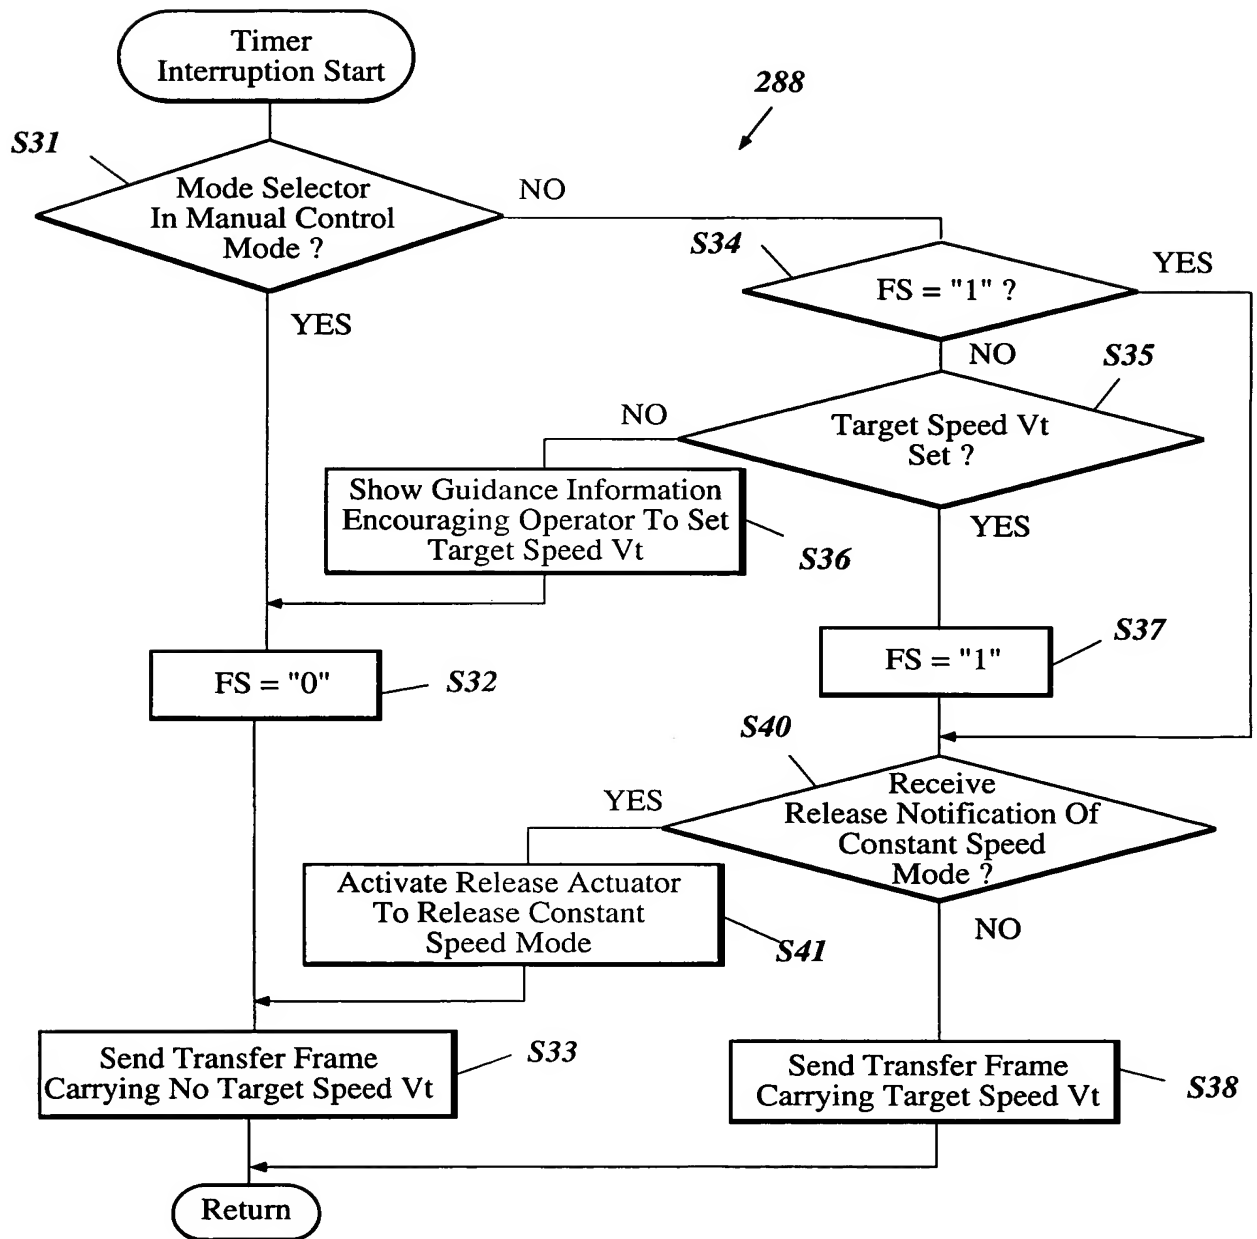 Timer
Interruption Start
288
S31
Mode Selector
In Manual Control
Mode ?
NO
YES
S34
FS = "1" ?
YES
NO
S35
Target Speed Vt
Set ?
NO
YES
Show Guidance Information
Encouraging Operator To Set
Target Speed Vt
S36
FS = "0"
S32
FS = "1"
S37
S40
Receive
Release Notification Of
Constant Speed
Mode ?
YES
NO
Activate Release Actuator
To Release Constant
Speed Mode
S41
Send Transfer Frame
Carrying No Target Speed Vt
S33
Send Transfer Frame
Carrying Target Speed Vt
S38
Return